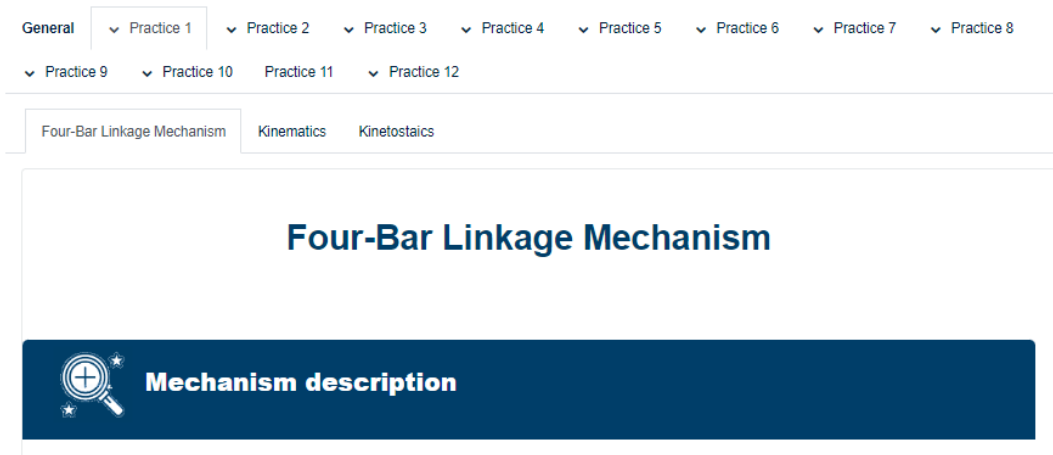 General Practice 1 Practice 2 Practice 3 Practice 4 Practice 5 Practice 6 Practice 7 Practice 8
Practice 9 Practice 10 Practice 11 Practice 12
Four-Bar Linkage Mechanism Kinematics Kinetostaics
Four-Bar Linkage Mechanism
Mechanism description